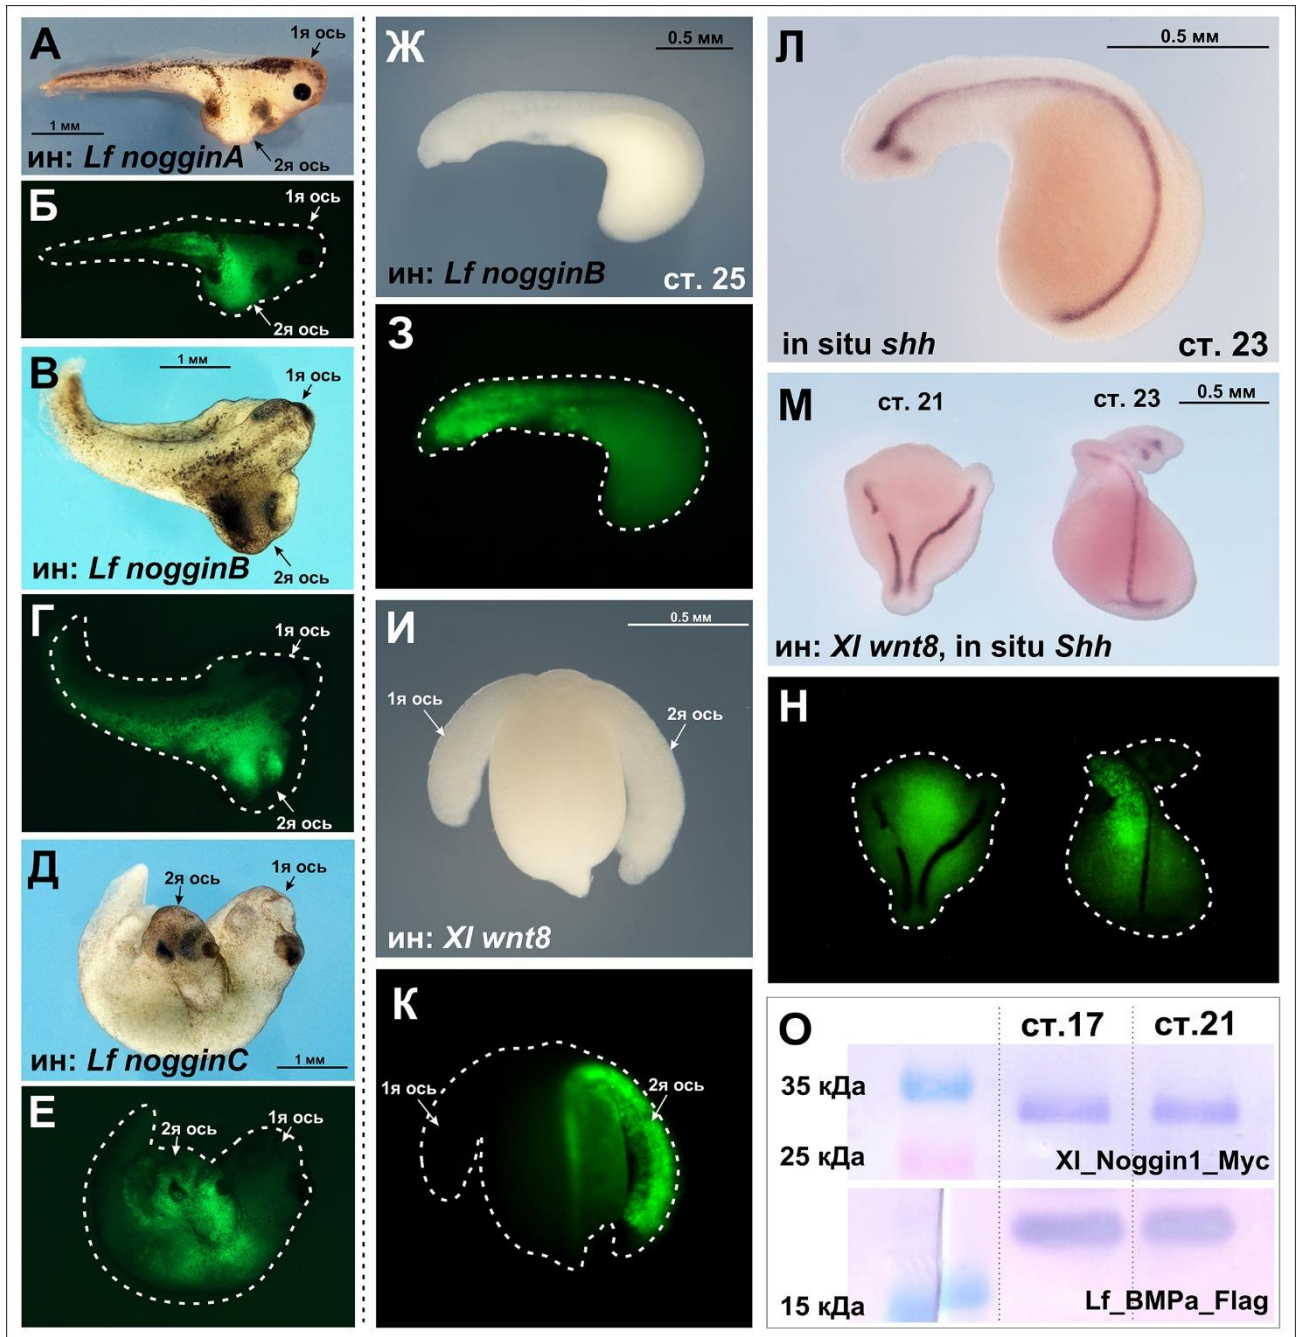 А
1я ось
1 мм
2я ось
ин: Lf nogginA
Б
1я ось
2я ось
В
1 мм
1я ось
ин: Lf nogginB
2я ось
Г
1я ось
2я ось
Д
2я ось
1я ось
ин: Lf nogginC
1 мм
Е
2я ось
1я ось
Ж
0.5 мм
ин: Lf nogginB
ст. 25
З
И
0.5 мм
1я ось
2я ось
ин: Xl wnt8
К
1я ось
2я ось
Л
0.5 мм
in situ shh
ст. 23
М
ст. 21
ст. 23
0.5 мм
ин: Xl wnt8, in situ Shh
Н
О
ст.17
ст.21
35 кДа
25 кДа
Xl_Noggin1_Myc
15 кДа
Lf_BMPa_Flag